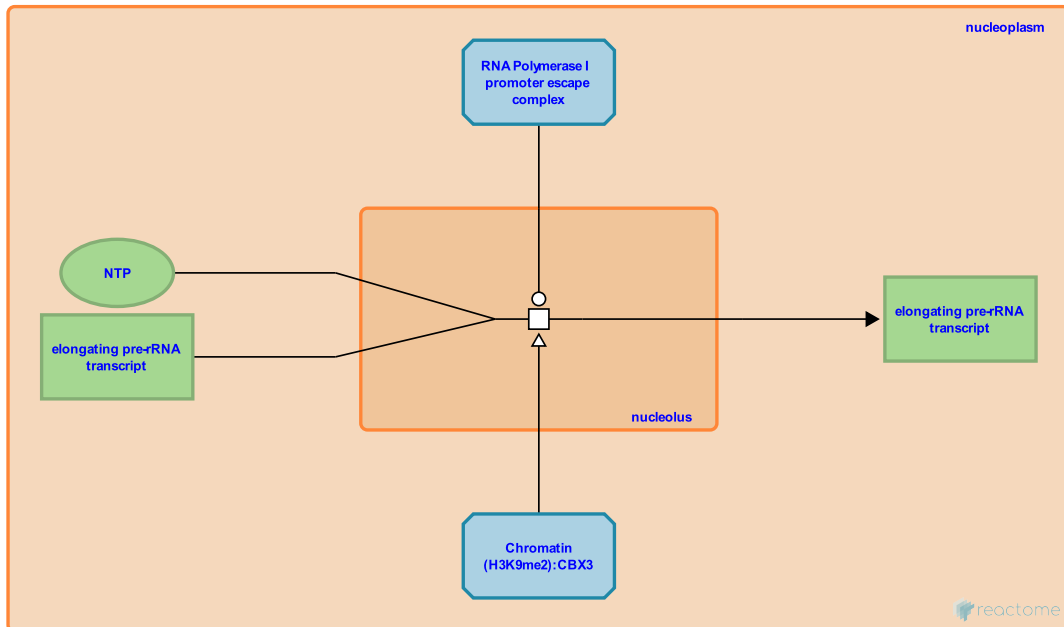 nucleoplasm
RNA Polymerase I
promoter escape
complex
NTP
elongating pre-rRNA
transcript
elongating pre-rRNA
transcript
nucleolus
Chromatin
(H3K9me2):CBX3
reactome